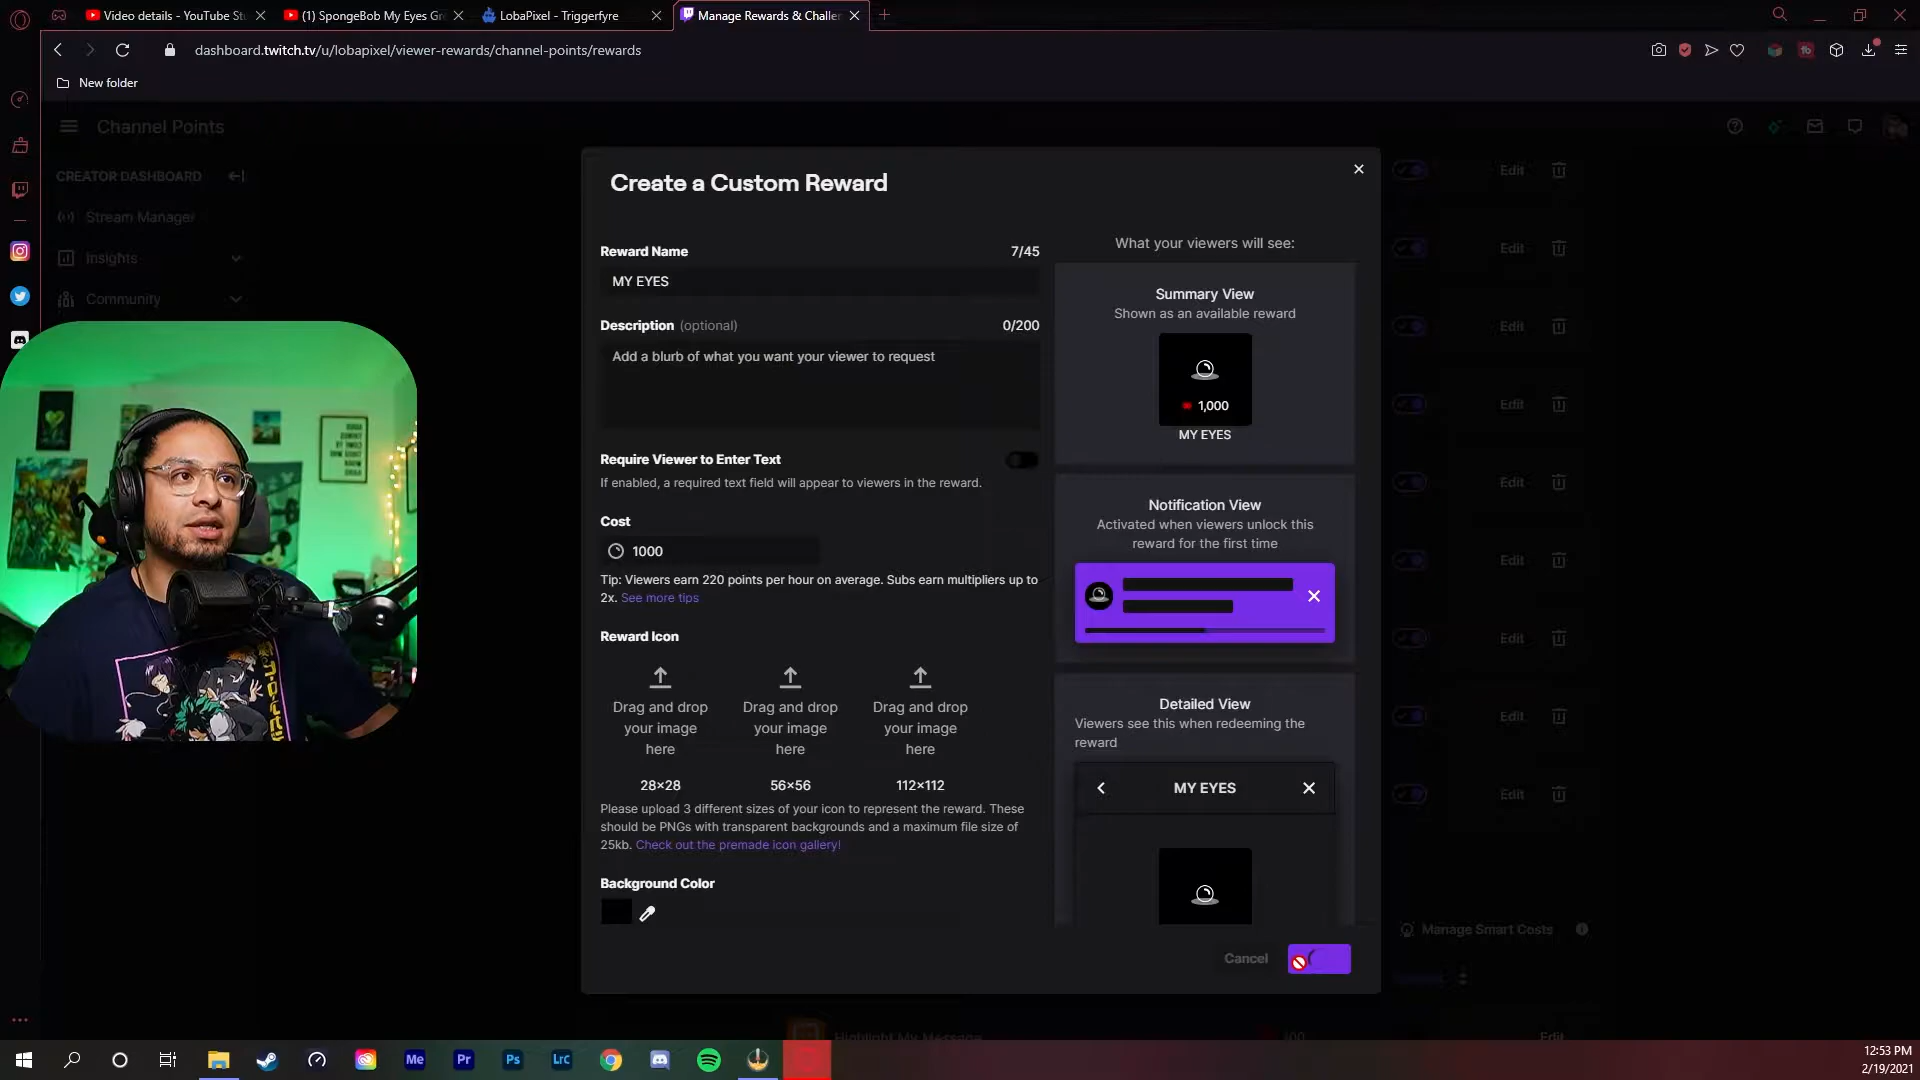 Video details - YouTube St
(1) SpongeBob My Eyes Gr
LobaPixel - Triggerfyre
Manage Rewards & Challer
dashboard.twitch.tv/u/lobapixel/viewer-rewards/channel-points/rewards
New folder
Channel Points
CREATOR DASHBOARD
Stream Manager
Insights
Community
Create a Custom Reward
Reward Name 7/45
MY EYES
Description (optional) 0/200
Add a blurb of what you want your viewer to request
Require Viewer to Enter Text
If enabled, a required text field will appear to viewers in the reward.
Cost
1000
Tip: Viewers earn 220 points per hour on average. Subs earn multipliers up to
2x. See more tips
Reward Icon
Drag and drop
your image
here
28×28
Drag and drop
your image
here
56×56
Drag and drop
your image
here
112×112
Please upload 3 different sizes of your icon to represent the reward. These
should be PNGs with transparent backgrounds and a maximum file size of
25kb. Check out the premade icon gallery!
Background Color
What your viewers will see:
Summary View
Shown as an available reward
1,000
MY EYES
Notification View
Activated when viewers unlock this
reward for the first time
Detailed View
Viewers see this when redeeming the
reward
MY EYES
Cancel
Edit
Edit
Edit
Edit
Edit
Edit
Edit
Edit
Edit
Manage Smart Costs
Highlight My Message
Edit
Me
Pr
Ps
Lrc
12:53 PM
2/19/2021